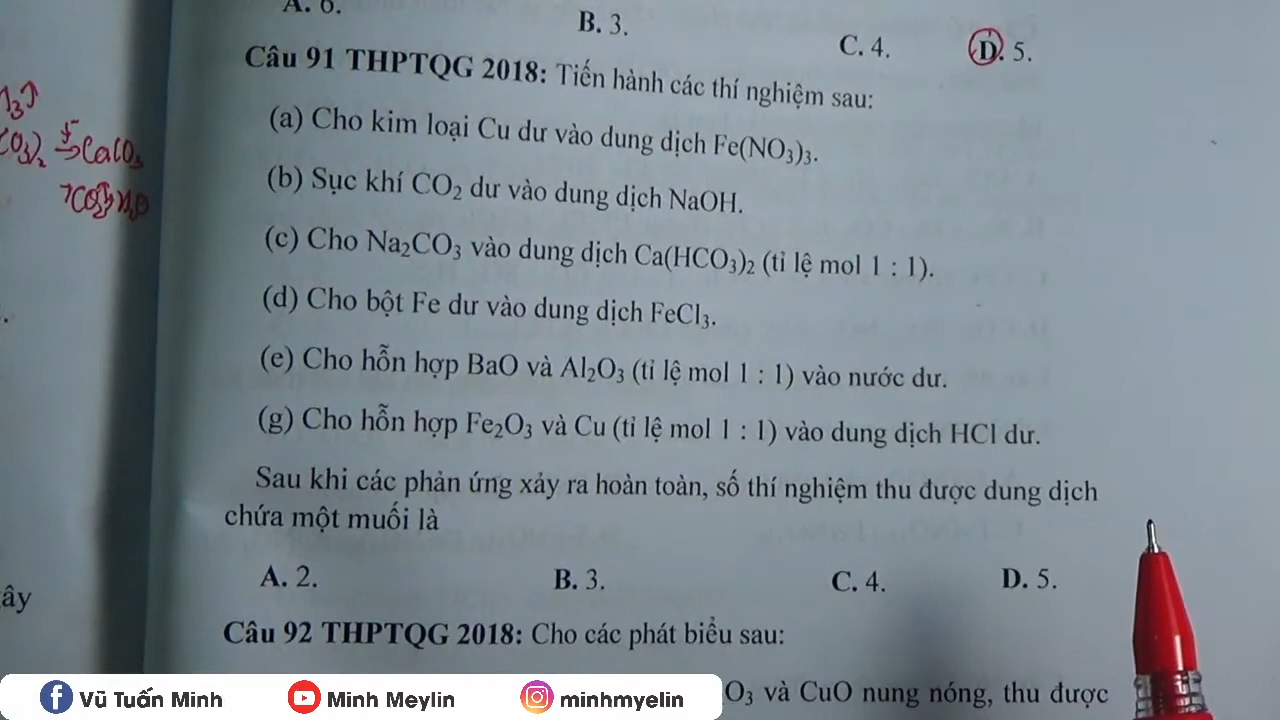 A. 6.
B. 3.
C. 4.
D. 5.
Câu 91 THPTQG 2018: Tiến hành các thí nghiệm sau:
(a) Cho kim loại Cu dư vào dung dịch Fe(NO₃)₃.
(b) Sục khí CO₂ dư vào dung dịch NaOH.
(c) Cho Na₂CO₃ vào dung dịch Ca(HCO₃)₂ (tỉ lệ mol 1 : 1).
(d) Cho bột Fe dư vào dung dịch FeCl₃.
(e) Cho hỗn hợp BaO và Al₂O₃ (tỉ lệ mol 1 : 1) vào nước dư.
(g) Cho hỗn hợp Fe₂O₃ và Cu (tỉ lệ mol 1 : 1) vào dung dịch HCl dư.
Sau khi các phản ứng xảy ra hoàn toàn, số thí nghiệm thu được dung dịch
chứa một muối là
A. 2.
B. 3.
C. 4.
D. 5.
Câu 92 THPTQG 2018: Cho các phát biểu sau:
O₃ và CuO nung nóng, thu được
CaCO₃
ây
Vũ Tuấn Minh
Minh Meylin
minhmyelin